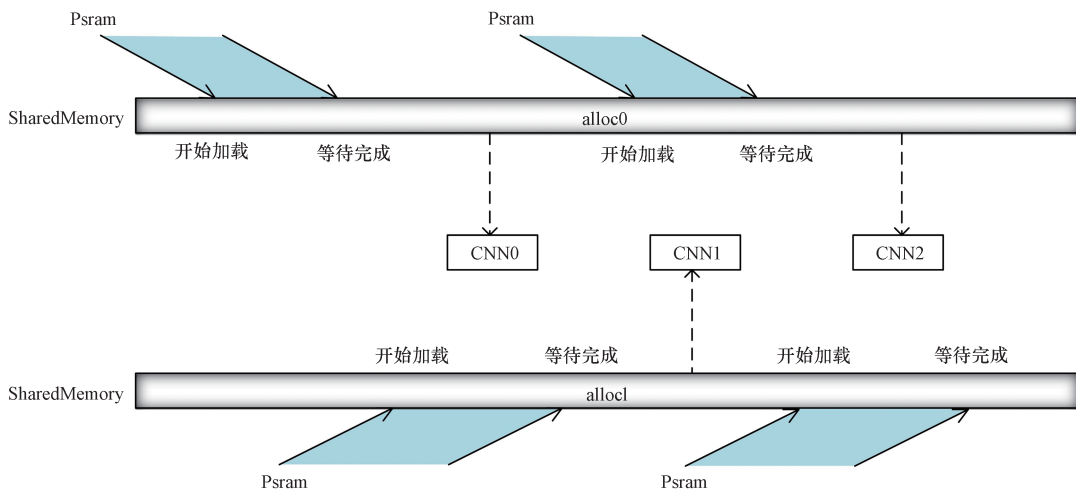 Psram
Psram
SharedMemory
alloc0
开始加载
等待完成
开始加载
等待完成
CNN0
CNN1
CNN2
开始加载
等待完成
开始加载
等待完成
SharedMemory
allocl
Psram
Psram